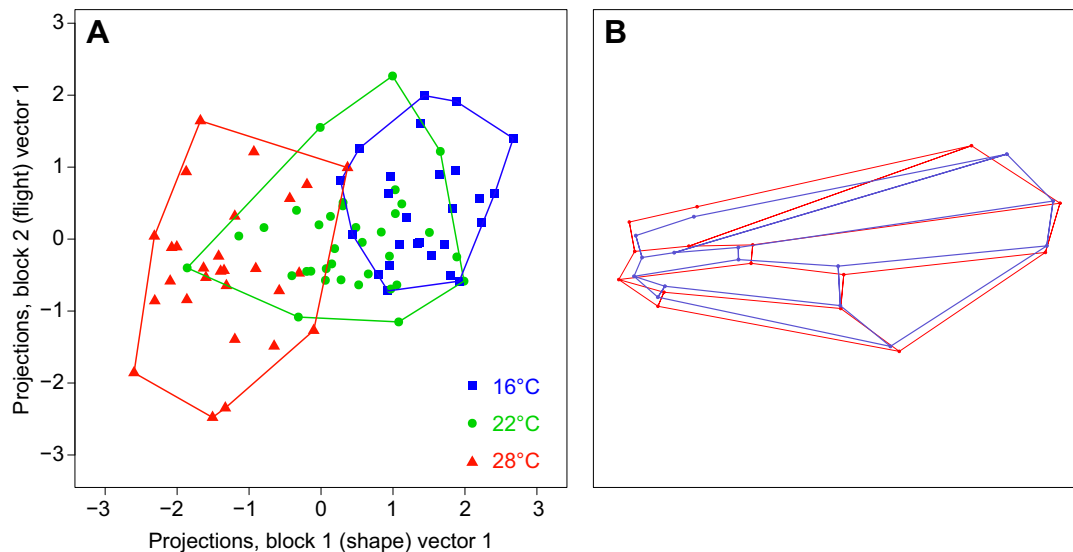 A
B
3
2
1
0
−1
−2
−3
Projections, block 2 (flight) vector 1
16°C
22°C
28°C
−3 −2 −1 0 1 2 3
Projections, block 1 (shape) vector 1